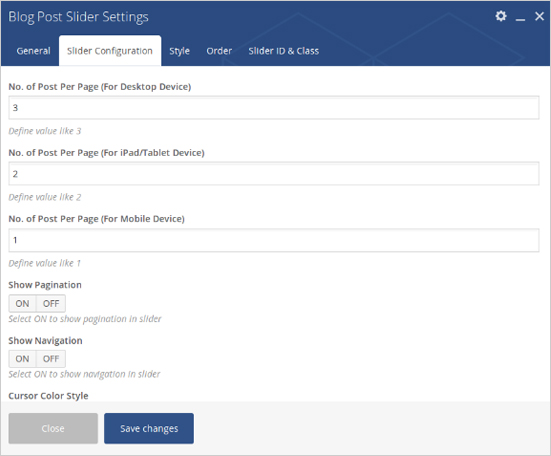 Blog Post Slider Settings
General Slider Configuration Style Order Slider ID & Class
No. of Post Per Page (For Desktop Device)
3
Define value like 3
No. of Post Per Page (For iPad/Tablet Device)
2
Define value like 2
No. of Post Per Page (For Mobile Device)
1
Define value like 1
Show Pagination
ON OFF
Select ON to show pagination in slider
Show Navigation
ON OFF
Select ON to show navigation in slider
Cursor Color Style
Close Save changes